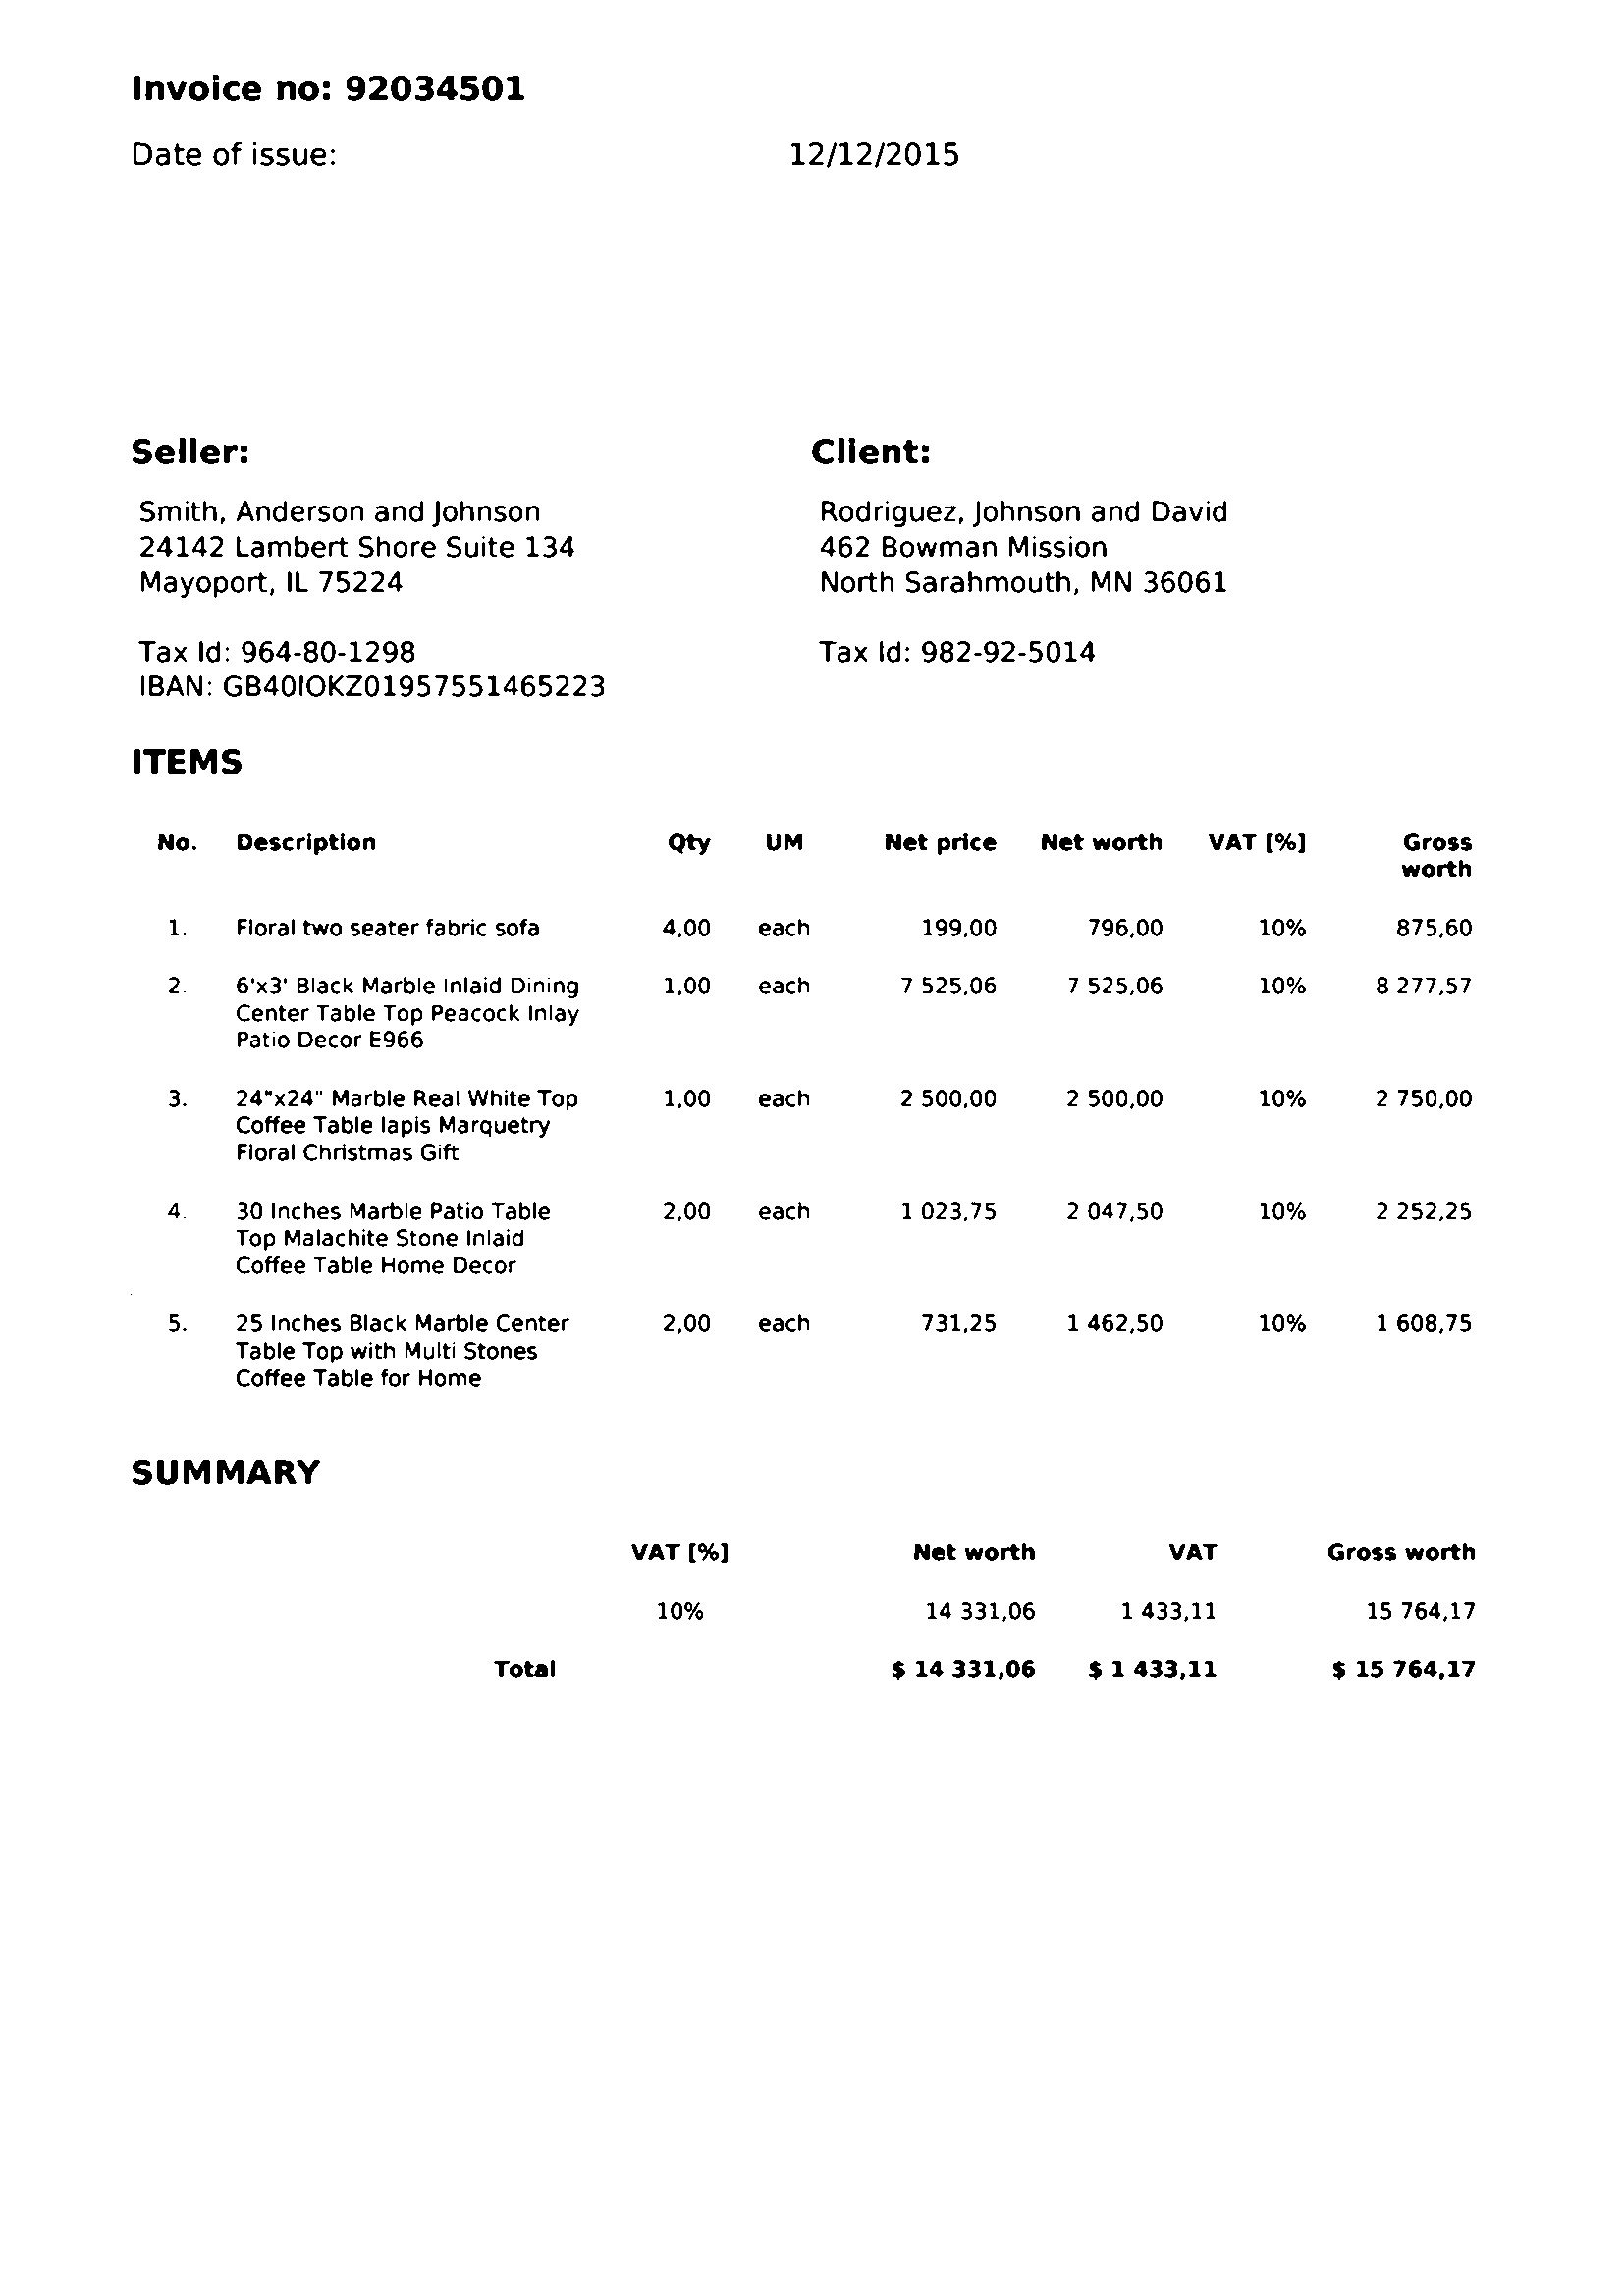 Invoice no: 92034501
Date of issue: 12/12/2015
Seller: Client:
Smith, Anderson and Johnson Rodriguez, Johnson and David
24142 Lambert Shore Suite 134 462 Bowman Mission
Mayoport, IL 75224 North Sarahmouth, MN 36061
Tax Id: 964-80-1298 Tax Id: 982-92-5014
IBAN: GB40IOKZ01957551465223
ITEMS
No. Description Qty UM Net price Net worth VAT [%] Gross
worth
1. Floral two seater fabric sofa 4,00 each 199,00 796,00 10% 875,60
2. 6'x3' Black Marble Inlaid Dining 1,00 each 7 525,06 7 525,06 10% 8 277,57
Center Table Top Peacock Inlay
Patio Decor E966
3. 24"x24" Marble Real White Top 1,00 each 2 500,00 2 500,00 10% 2 750,00
Coffee Table lapis Marquetry
Floral Christmas Gift
4. 30 Inches Marble Patio Table 2,00 each 1 023,75 2 047,50 10% 2 252,25
Top Malachite Stone Inlaid
Coffee Table Home Decor
5. 25 Inches Black Marble Center 2,00 each 731,25 1 462,50 10% 1 608,75
Table Top with Multi Stones
Coffee Table for Home
SUMMARY
VAT [%] Net worth VAT Gross worth
10% 14 331,06 1 433,11 15 764,17
Total $ 14 331,06 $ 1 433,11 $ 15 764,17